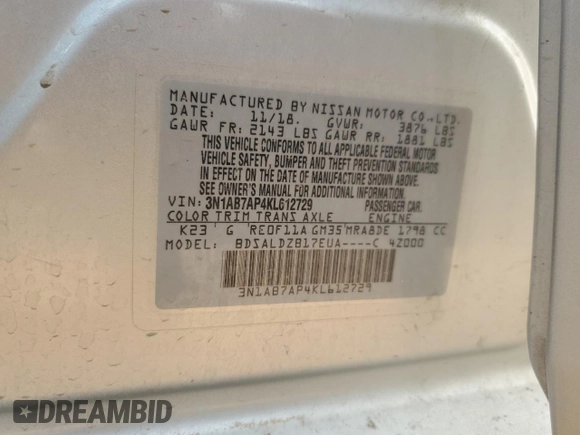 MANUFACTURED BY NISSAN MOTOR CO.,LTD.
DATE: 11/18. GVWR: 3876 LBS
GAWR FR: 2143 LBS GAWR RR: 1881 LBS
THIS VEHICLE CONFORMS TO ALL APPLICABLE FEDERAL MOTOR
VEHICLE SAFETY, BUMPER AND THEFT PREVENTION STANDARDS
IN EFFECT ON THE DATE OF MANUFACTURE SHOWN ABOVE.
SEE OWNER'S MANUAL FOR ADDITIONAL INFORMATION
VIN: 3N1AB7AP4KL612729 PASSENGER CAR.
COLOR TRIM TRANS AXLE ENGINE
K23 G RE0F11A GM35 MRA8DE 1798 CC
MODEL: BDSALDZB17EUA----C 4Z000
3N1AB7AP4KL612729
DREAMBID